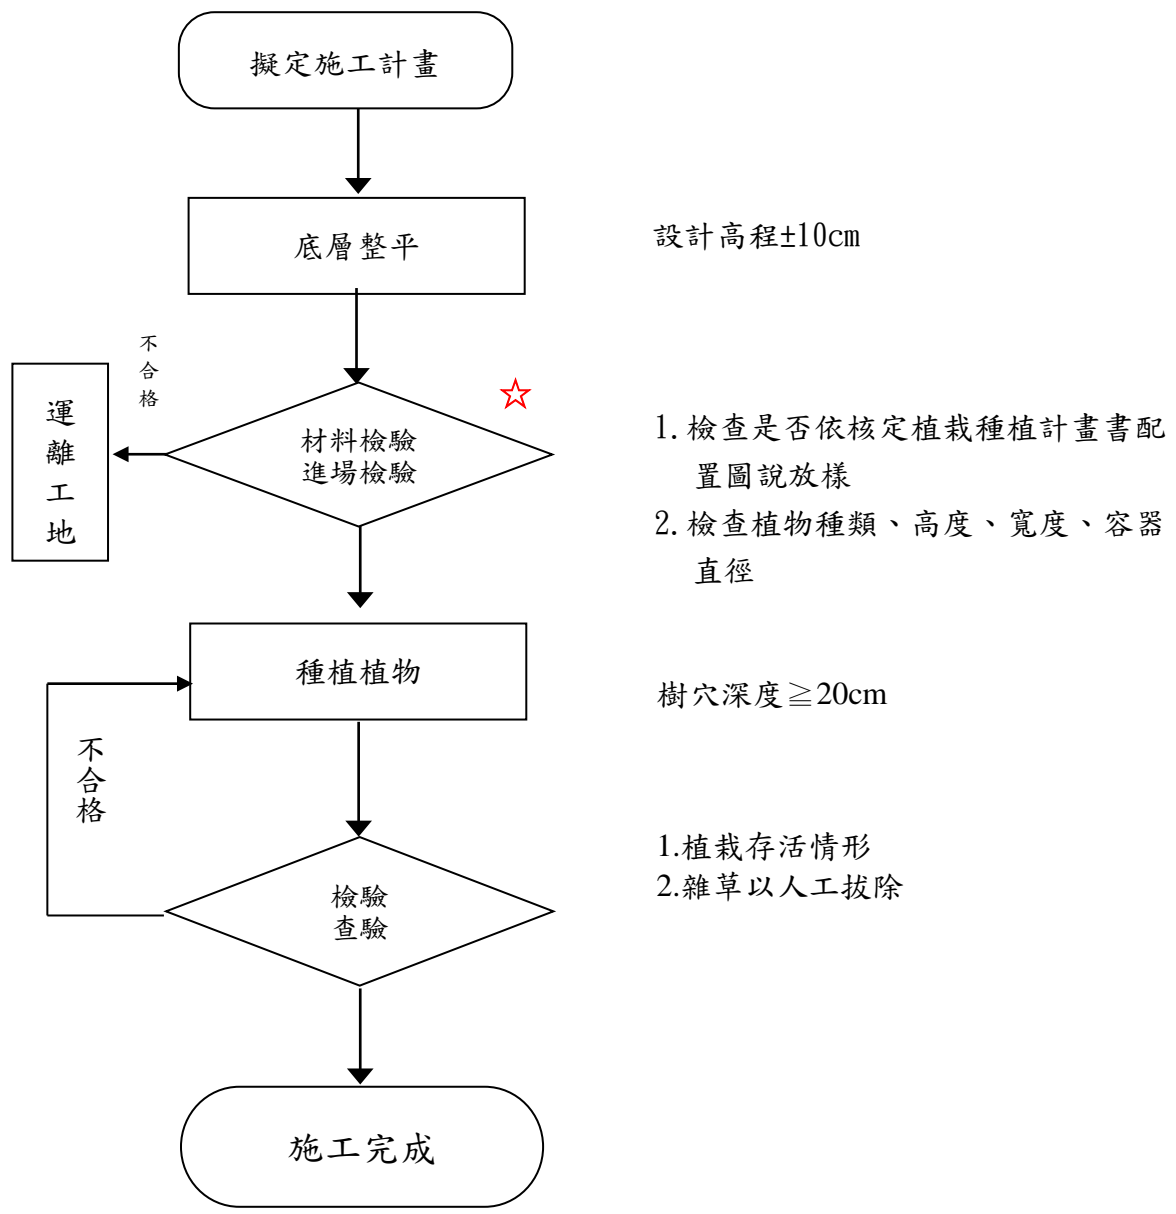 擬定施工計畫
底層整平
設計高程±10cm
不
合
格
運
離
工
地
材料檢驗
進場檢驗
1.檢查是否依核定植栽種植計畫書配
置圖說放樣
2.檢查植物種類、高度、寬度、容器
直徑
種植植物
樹穴深度≧20cm
不
合
格
檢驗
查驗
1.植栽存活情形
2.雜草以人工拔除
施工完成